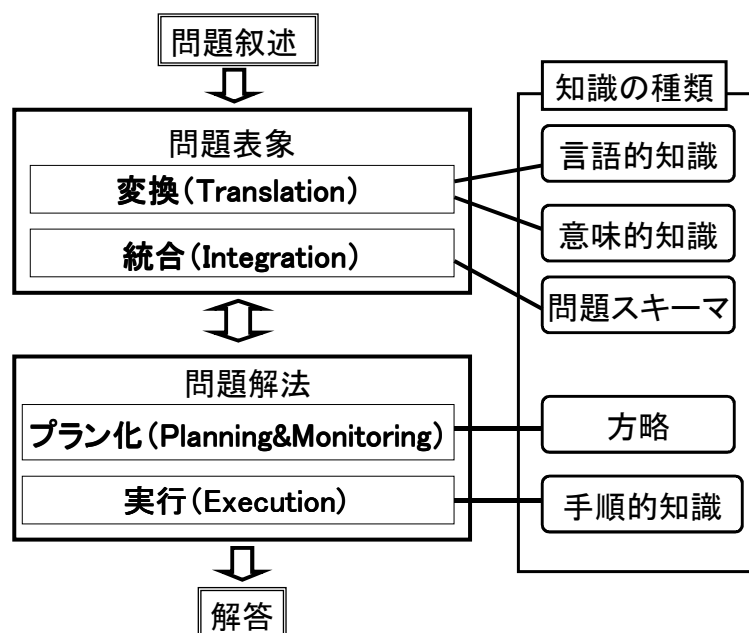 問題叙述
問題表象
変換(Translation)
統合(Integration)
問題解法
プラン化(Planning&Monitoring)
実行(Execution)
解答
知識の種類
言語的知識
意味的知識
問題スキーマ
方略
手順的知識